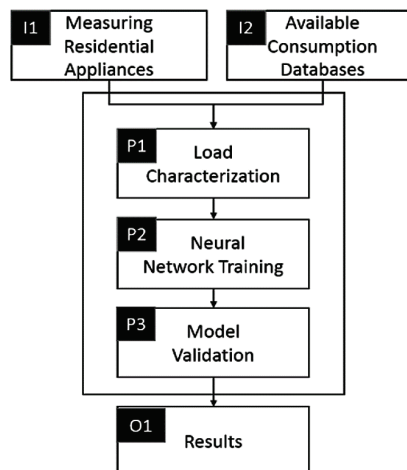 I1
Measuring
Residential
Appliances
I2
Available
Consumption
Databases
P1
Load
Characterization
P2
Neural
Network Training
P3
Model
Validation
O1
Results